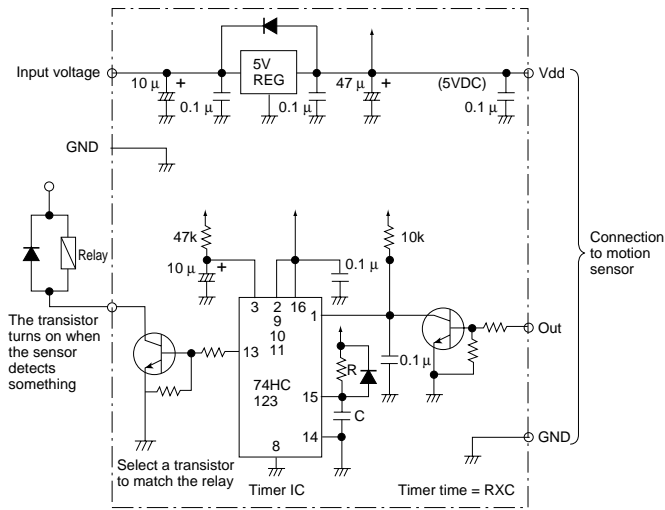 Input voltage
10 μ +
0.1 μ
5V
REG
0.1 μ
47 μ +
(5VDC)
0.1 μ
Vdd
GND
Relay
The transistor
turns on when
the sensor
detects
something
47k
10 μ +
0.1 μ
10k
3 2 16
9
10
11
1
13
74HC
123
15
14
8
R
C
0.1 μ
Out
GND
Connection
to motion
sensor
Select a transistor
to match the relay
Timer IC
Timer time = RXC